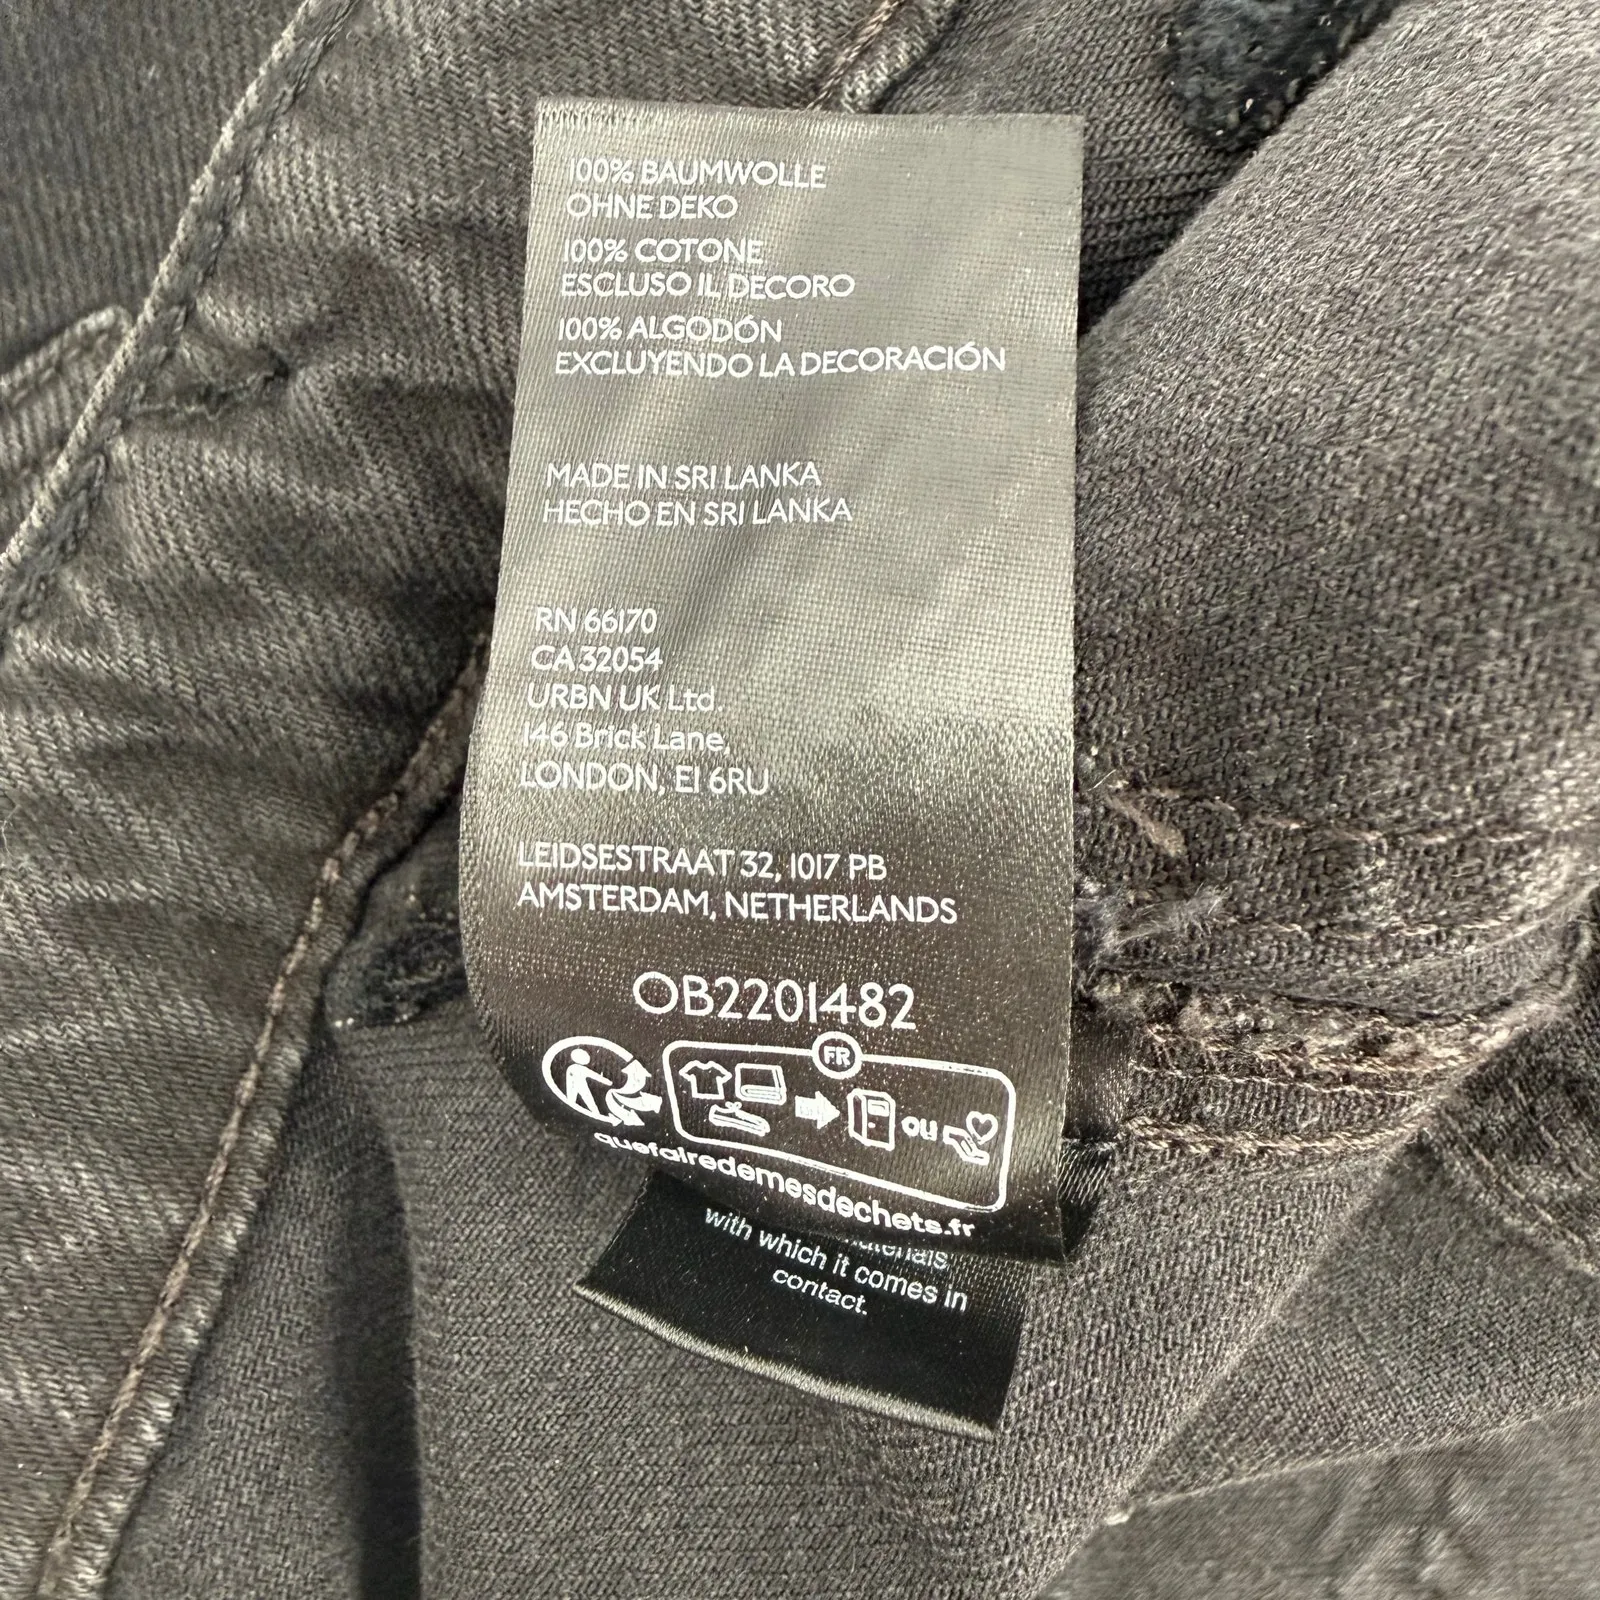 100% BAUMWOLLE
OHNE DEKO
100% COTONE
ESCLUSO IL DECORO
100% ALGODÓN
EXCLUYENDO LA DECORACIÓN
MADE IN SRI LANKA
HECHO EN SRI LANKA
RN 66170
CA 32054
URBN UK Ltd.
146 Brick Lane,
LONDON, E1 6RU
LEIDSESTRAAT 32, 1017 PB
AMSTERDAM, NETHERLANDS
OB2201482
FR
ou
quefairedemesdechets.fr
with which it comes in
contact.